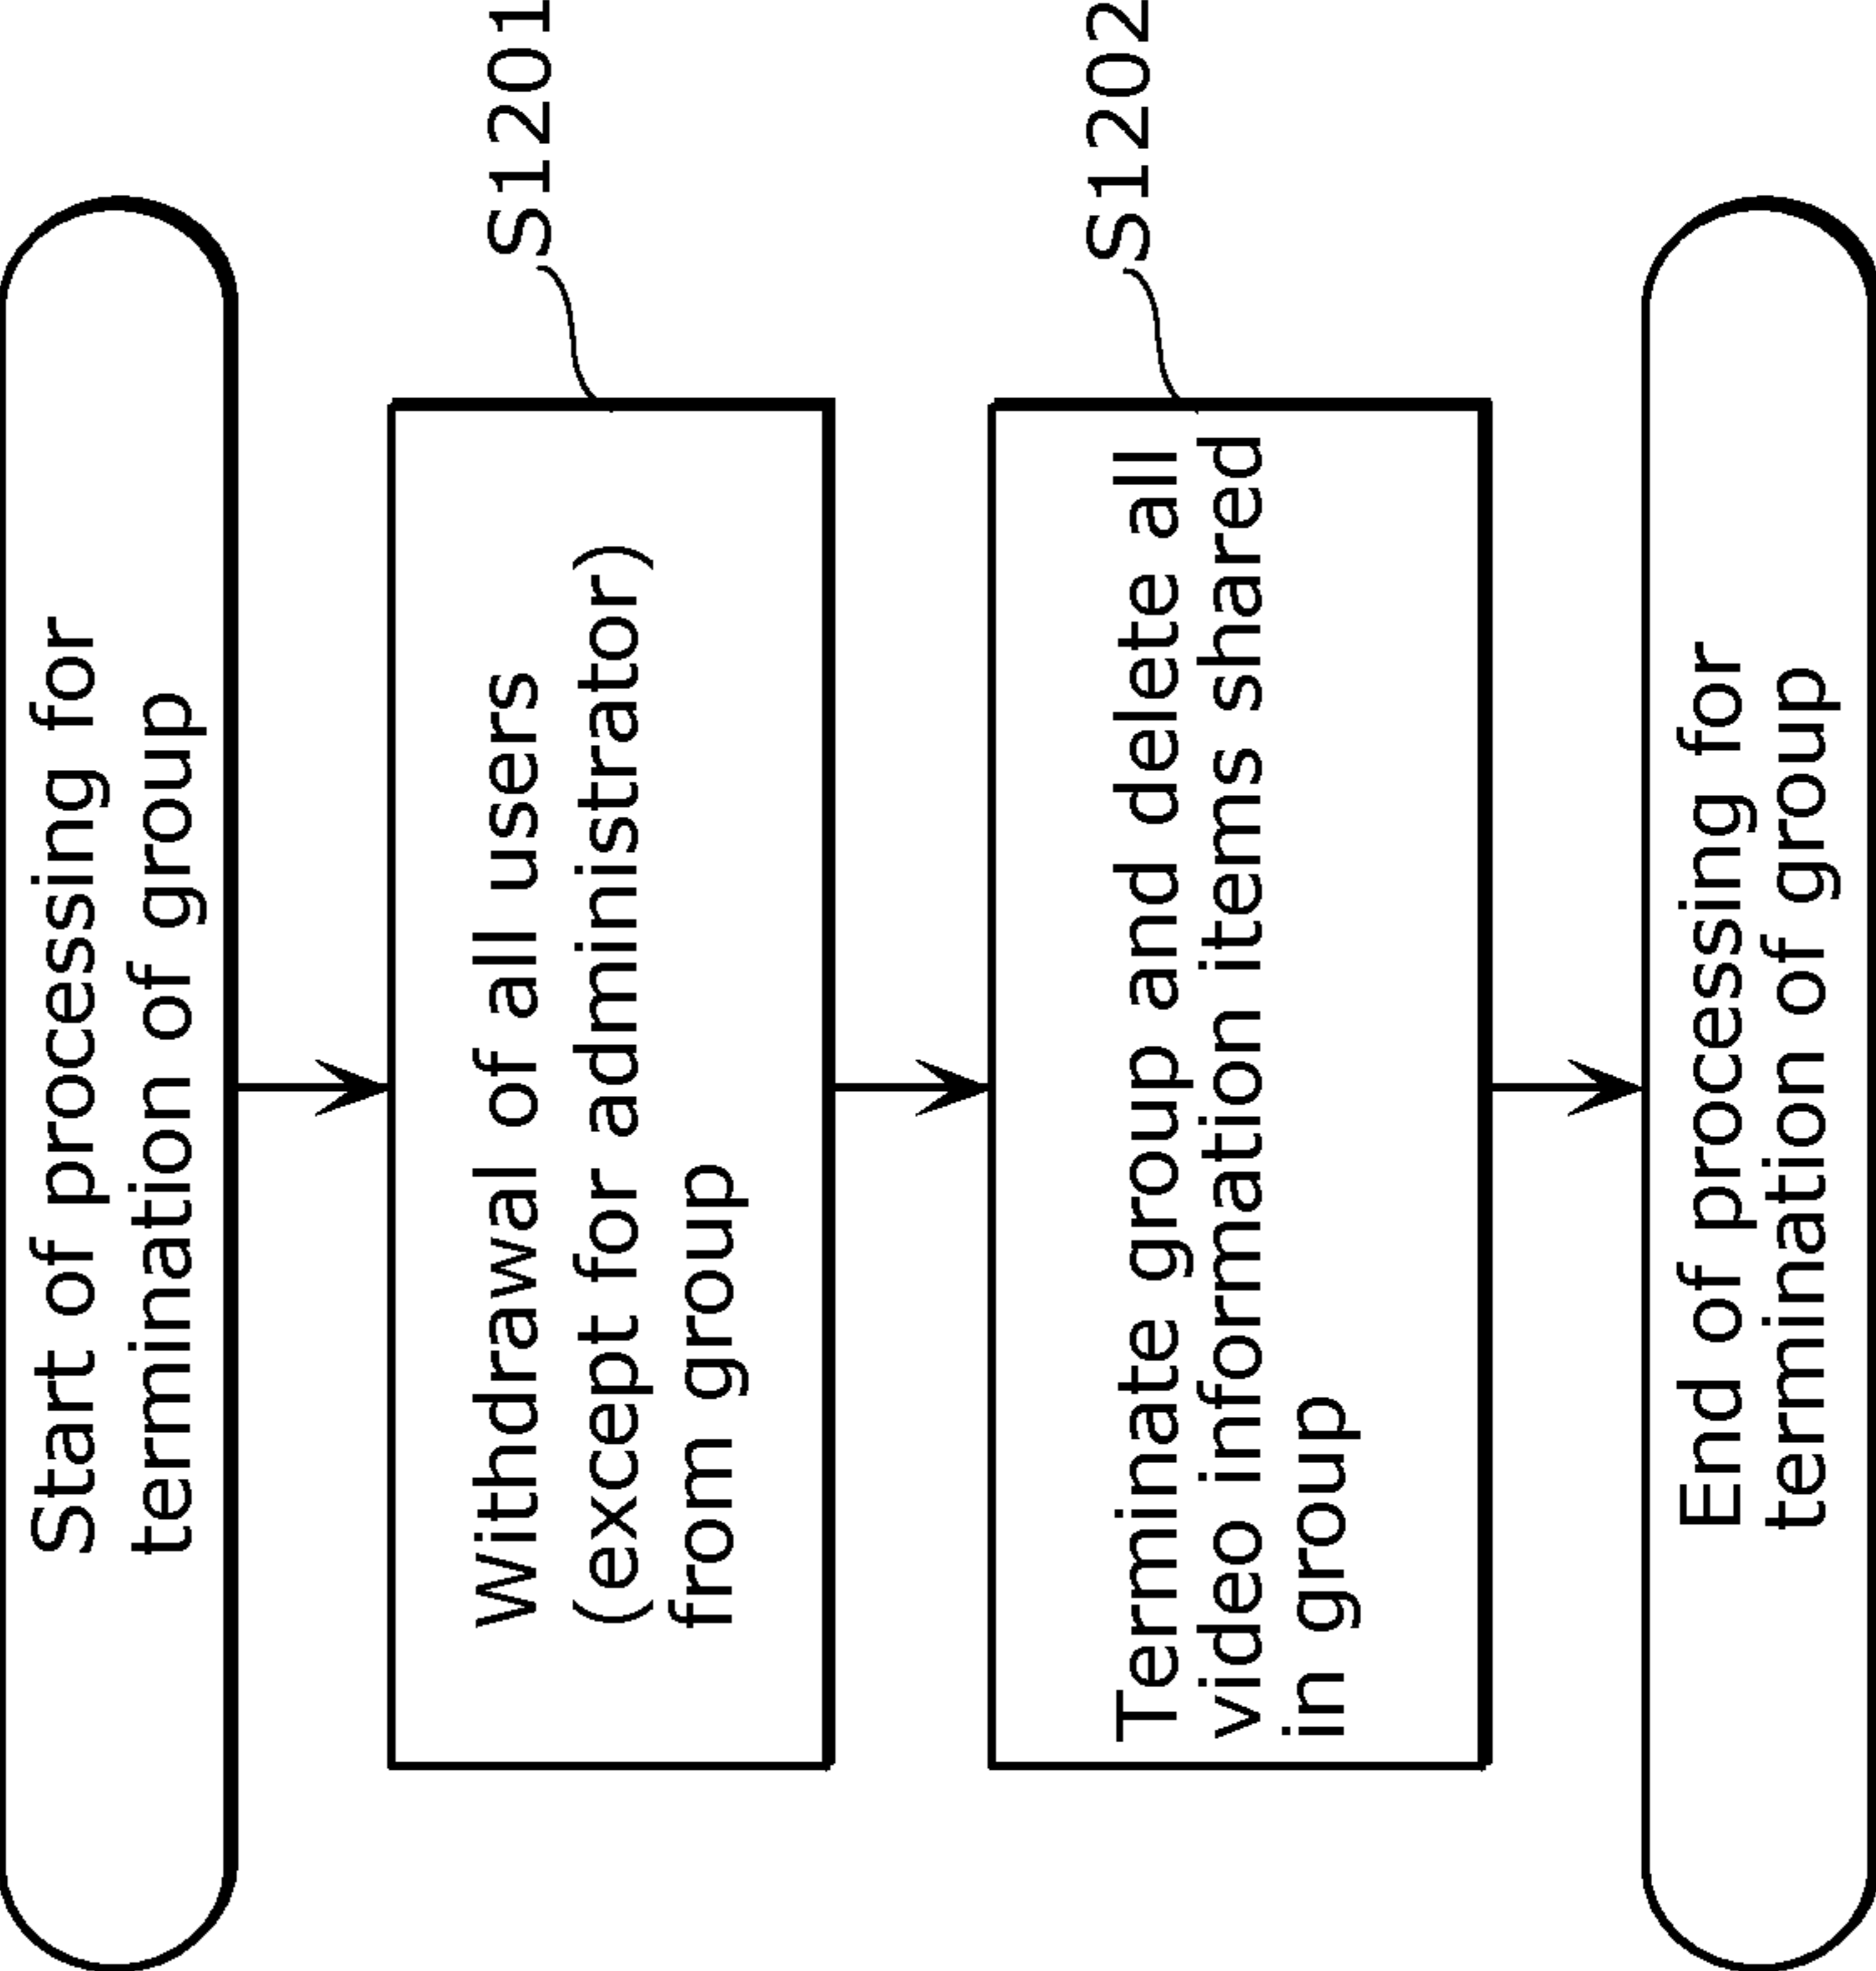 Start of processing for
termination of group
S1201
Withdrawal of all users
(except for administrator)
from group
S1202
Terminate group and delete all
video information items shared
in group
End of processing for
termination of group